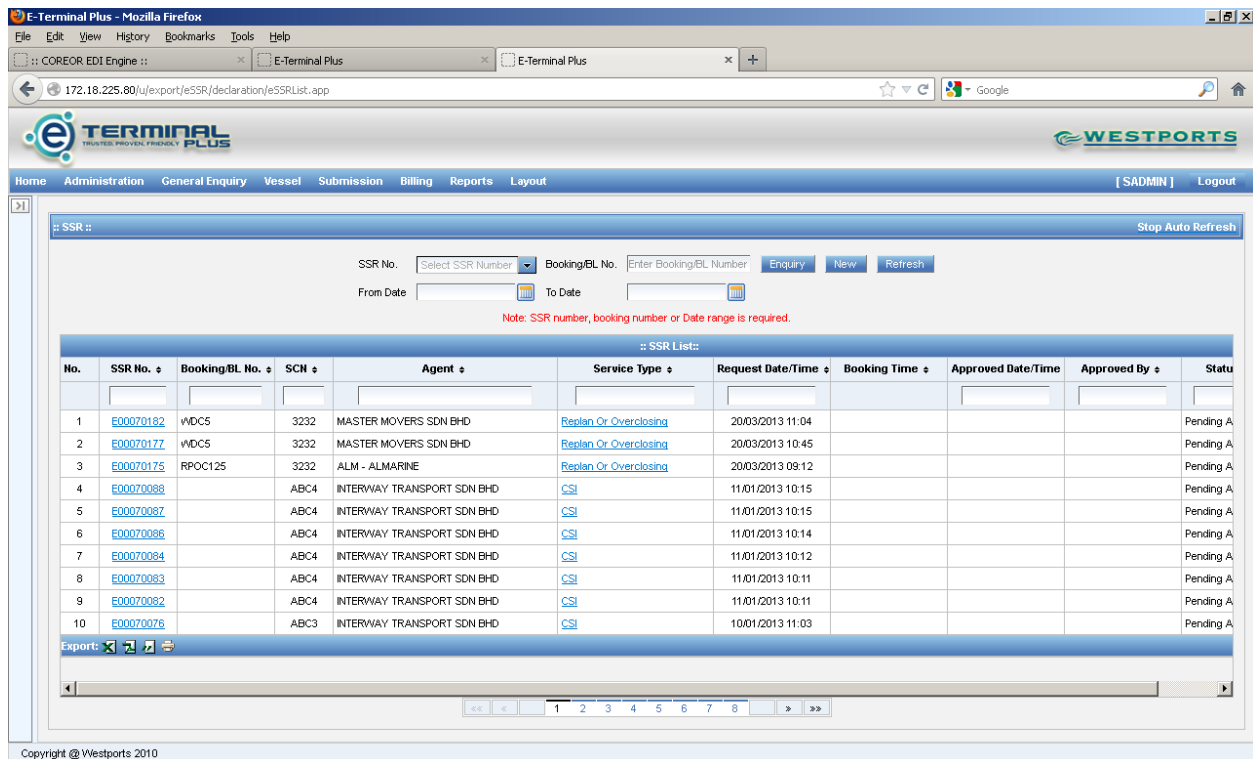 E-Terminal Plus - Mozilla Firefox
File Edit View History Bookmarks Tools Help
:: COREOR EDI Engine :: × E-Terminal Plus × E-Terminal Plus × +
172.18.225.80/u/export/eSSR/declaration/eSSRList.app Google
e TERMINAL PLUS
TRUSTED, PROVEN, FRIENDLY
WESTPORTS
Home Administration General Enquiry Vessel Submission Billing Reports Layout [ SADMIN ] Logout
:: SSR :: Stop Auto Refresh
SSR No. Select SSR Number Booking/BL No. Enter Booking/BL Number Enquiry New Refresh
From Date To Date
Note: SSR number, booking number or Date range is required.
:: SSR List::
No. SSR No. Booking/BL No. SCN Agent Service Type Request Date/Time Booking Time Approved Date/Time Approved By Statu
1 E00070182 WDC5 3232 MASTER MOVERS SDN BHD Replan Or Overclosing 20/03/2013 11:04 Pending A
2 E00070177 WDC5 3232 MASTER MOVERS SDN BHD Replan Or Overclosing 20/03/2013 10:45 Pending A
3 E00070175 RPOC125 3232 ALM - ALMARINE Replan Or Overclosing 20/03/2013 09:12 Pending A
4 E00070088 ABC4 INTERWAY TRANSPORT SDN BHD CSI 11/01/2013 10:15 Pending A
5 E00070087 ABC4 INTERWAY TRANSPORT SDN BHD CSI 11/01/2013 10:15 Pending A
6 E00070086 ABC4 INTERWAY TRANSPORT SDN BHD CSI 11/01/2013 10:14 Pending A
7 E00070084 ABC4 INTERWAY TRANSPORT SDN BHD CSI 11/01/2013 10:12 Pending A
8 E00070083 ABC4 INTERWAY TRANSPORT SDN BHD CSI 11/01/2013 10:11 Pending A
9 E00070082 ABC4 INTERWAY TRANSPORT SDN BHD CSI 11/01/2013 10:11 Pending A
10 E00070076 ABC3 INTERWAY TRANSPORT SDN BHD CSI 10/01/2013 11:03 Pending A
Export:
«« « 1 2 3 4 5 6 7 8 » »»
Copyright @ Westports 2010